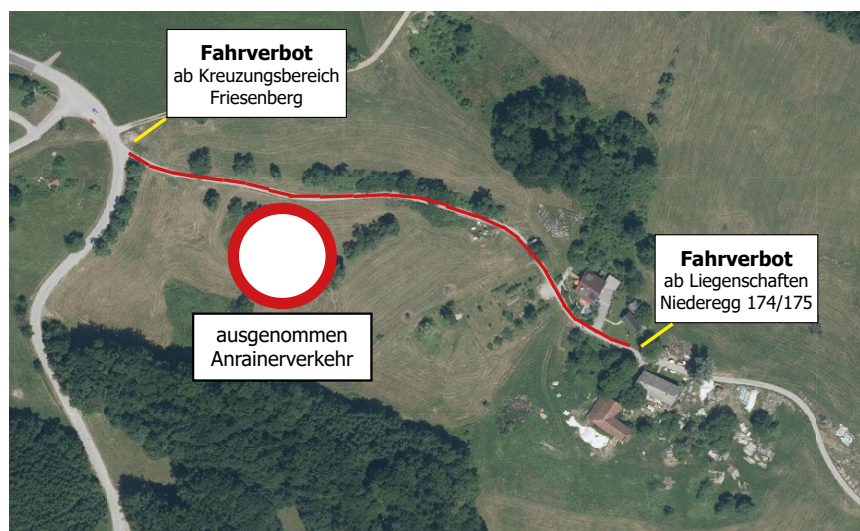 Fahrverbot
ab Kreuzungsbereich
Friesenberg
Fahrverbot
ab Liegenschaften
Niederegg 174/175
ausgenommen
Anrainerverkehr